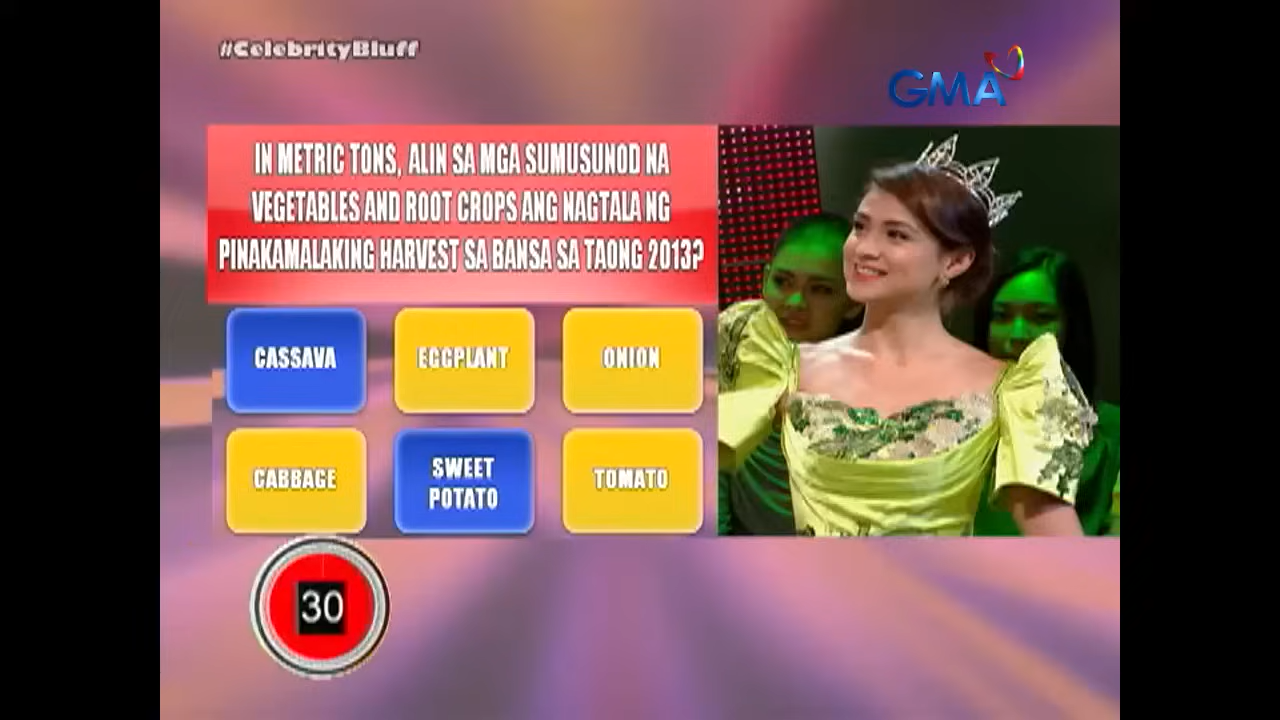 #CelebrityBluff
GMA
IN METRIC TONS, ALIN SA MGA SUMUSUNOD NA
VEGETABLES AND ROOT CROPS ANG NAGTALA NG
PINAKAMALAKING HARVEST SA BANSA SA TAONG 2013?
CASSAVA
EGGPLANT
ONION
CABBAGE
SWEET
POTATO
TOMATO
30